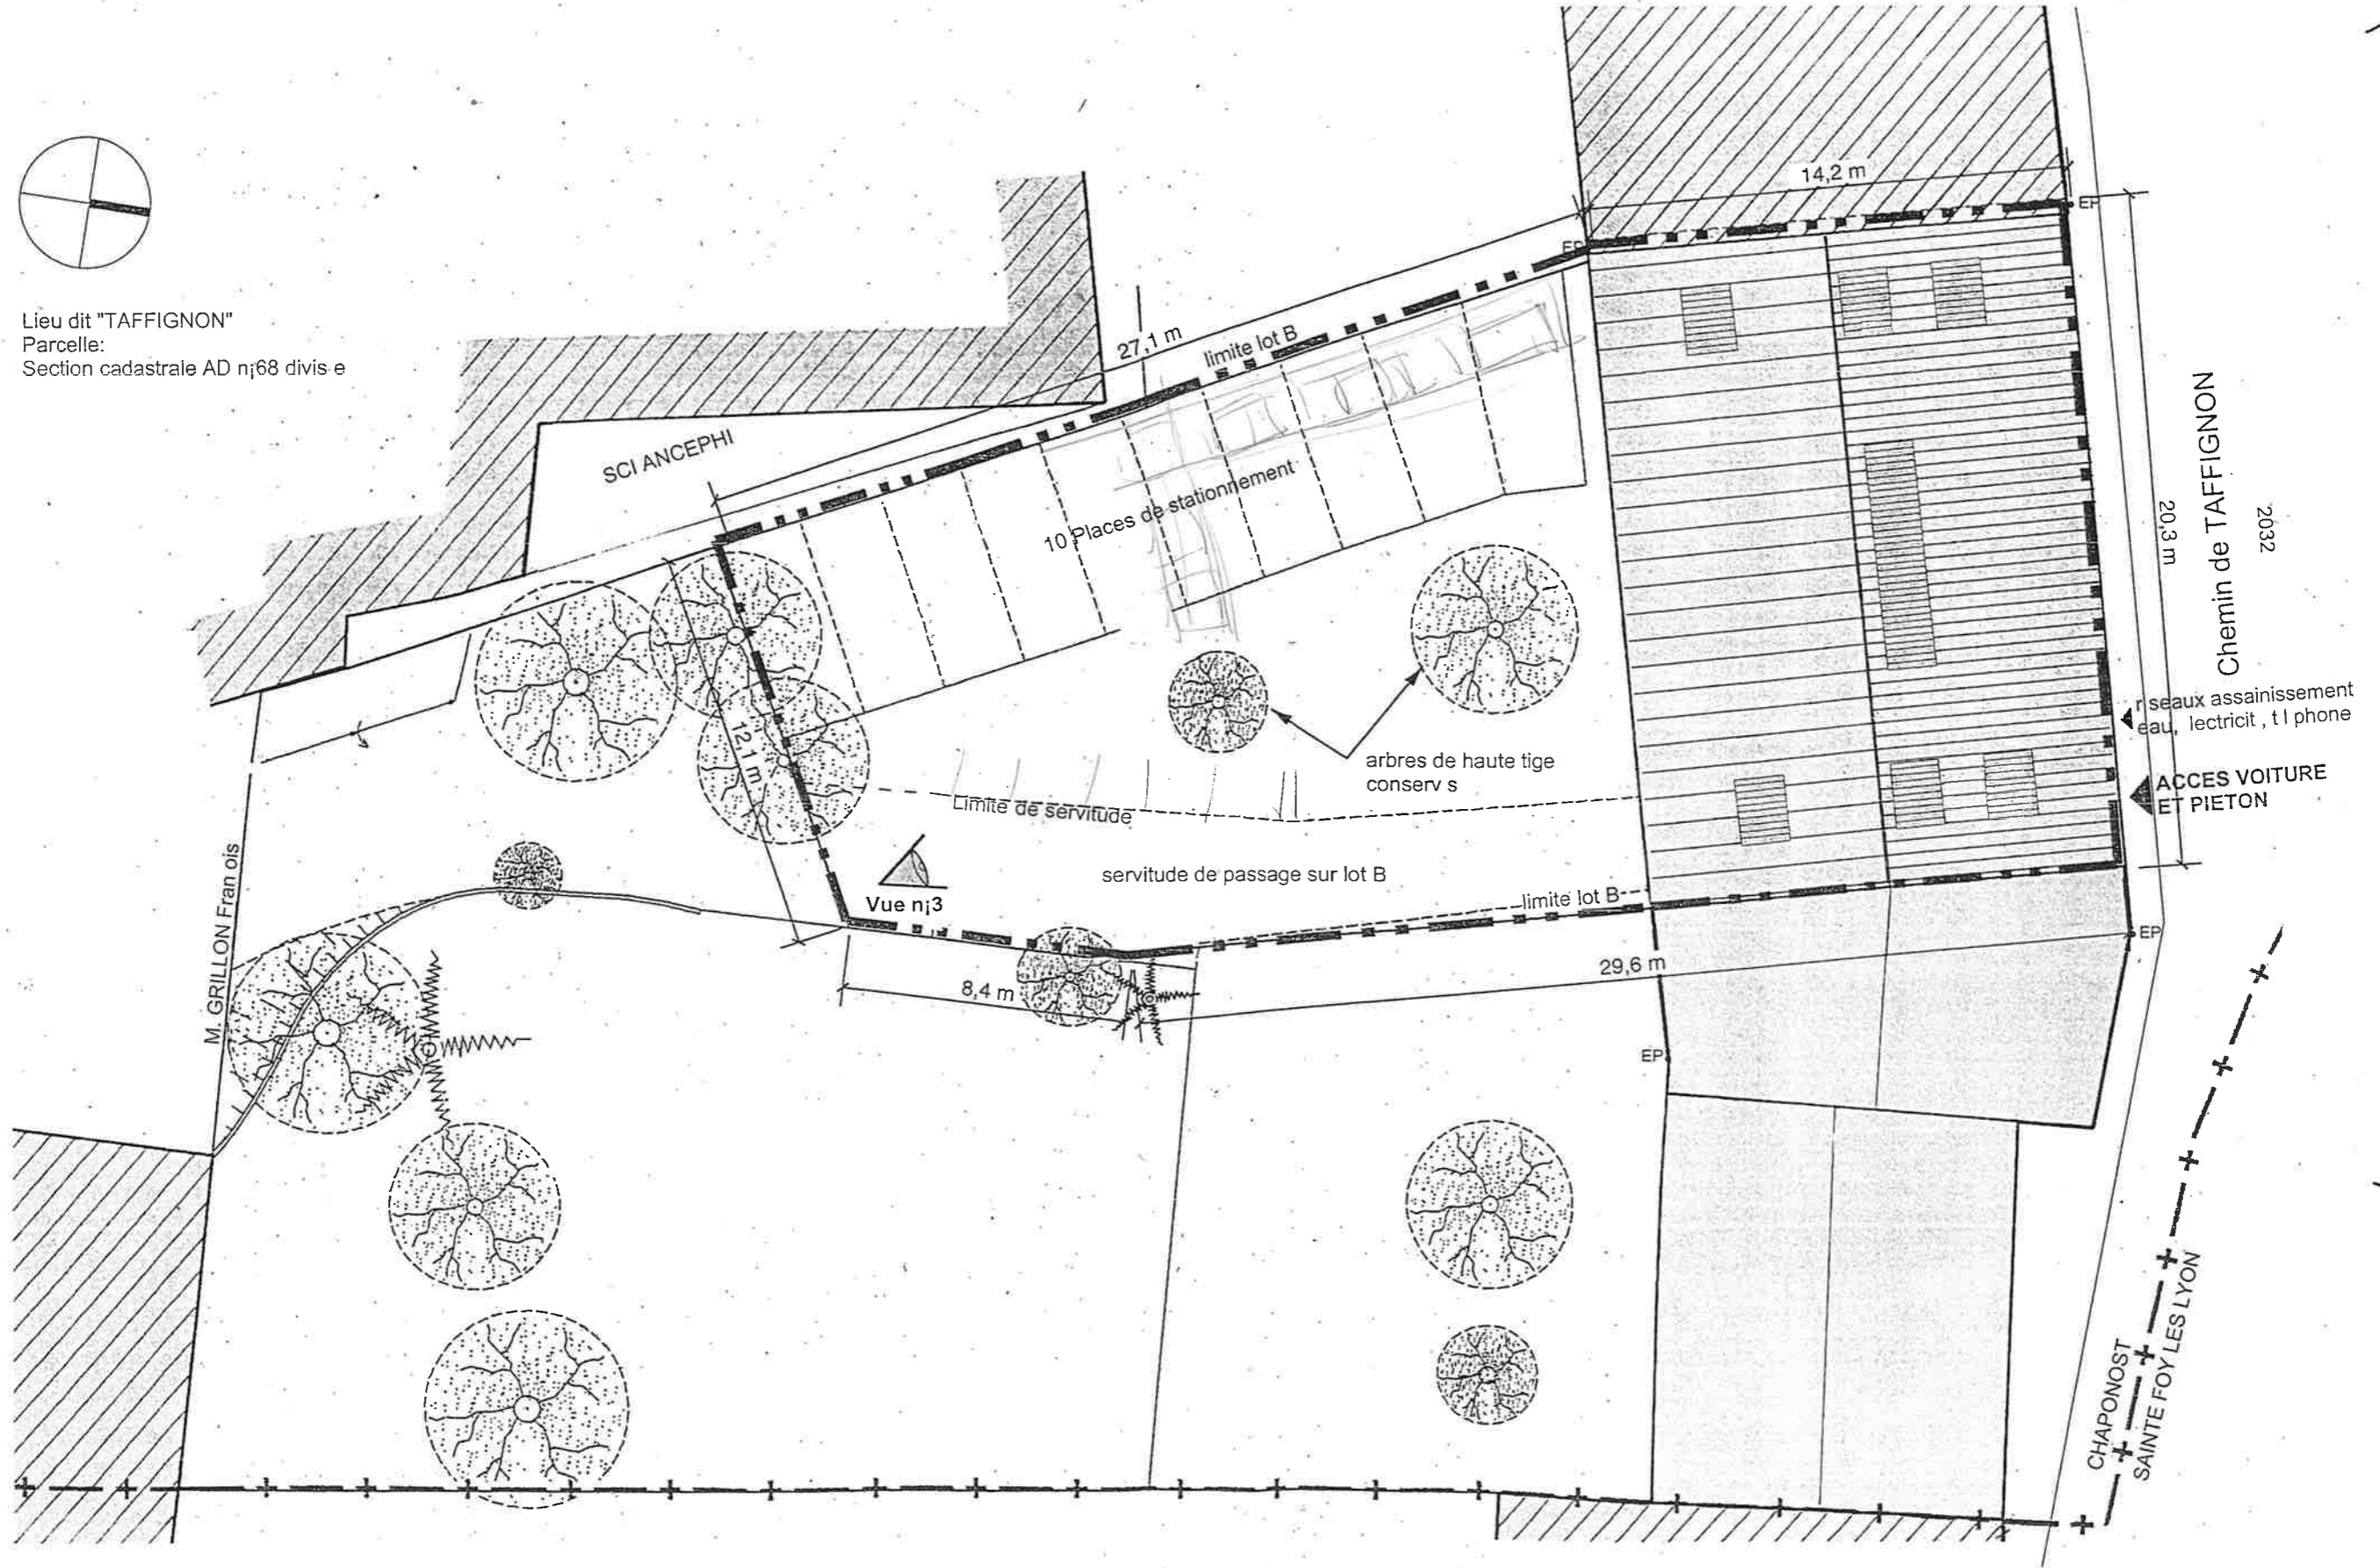 Lieu dit "TAFFIGNON"
Parcelle:
Section cadastrale AD n¡68 divis e
SCI ANCEPHI
27,1 m
limite lot B
14,2 m
EP
EP
10 Places de stationnement
20,3 m
Chemin de TAFFIGNON
2032
r seaux assainissement
eau, lectricit , t l phone
ACCES VOITURE
ET PIETON
12,1 m
arbres de haute tige
conserv s
Limite de servitude
servitude de passage sur lot B
Vue n¡3
limite lot B
M. GRILLON Fran ois
8,4 m
29,6 m
EP
EP
CHAPONOST
SAINTE FOY LES LYON